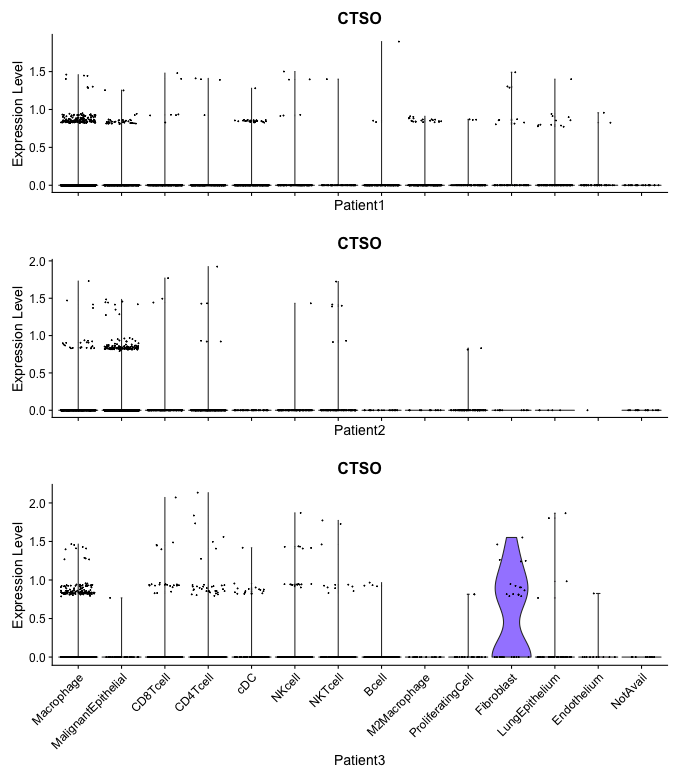 CTSO
Expression Level
1.5
1.0
0.5
0.0
Patient1
CTSO
Expression Level
2.0
1.5
1.0
0.5
0.0
Patient2
CTSO
Expression Level
2.0
1.5
1.0
0.5
0.0
Macrophage
MalignantEpithelial
CD8Tcell
CD4Tcell
cDC
NKcell
NKTcell
Bcell
M2Macrophage
ProliferatingCell
Fibroblast
LungEpithelium
Endothelium
NotAvail
Patient3